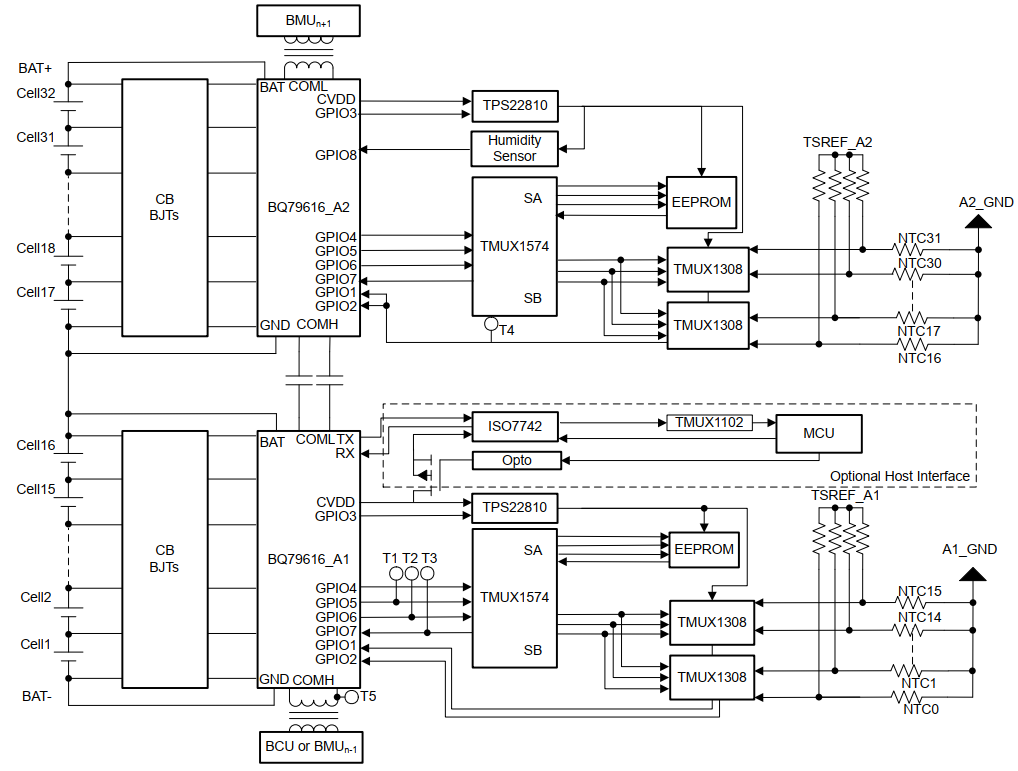 BMUn+1
BAT+
Cell32
Cell31
Cell18
Cell17
CB
BJTs
BAT COML
CVDD
GPIO3
GPIO8
BQ79616_A2
GPIO4
GPIO5
GPIO6
GPIO7
GPIO1
GPIO2
GND COMH
TPS22810
Humidity
Sensor
SA
TMUX1574
SB
T4
EEPROM
TMUX1308
TMUX1308
TSREF_A2
A2_GND
NTC31
NTC30
NTC17
NTC16
Cell16
Cell15
Cell2
Cell1
BAT-
CB
BJTs
BAT COML TX
RX
CVDD
GPIO3
BQ79616_A1
GPIO4
GPIO5
GPIO6
GPIO7
GPIO1
GPIO2
GND COMH
T5
BCU or BMUn-1
T1 T2 T3
ISO7742
TMUX1102
MCU
Opto
Optional Host Interface
TPS22810
SA
TMUX1574
SB
EEPROM
TMUX1308
TMUX1308
TSREF_A1
A1_GND
NTC15
NTC14
NTC1
NTC0